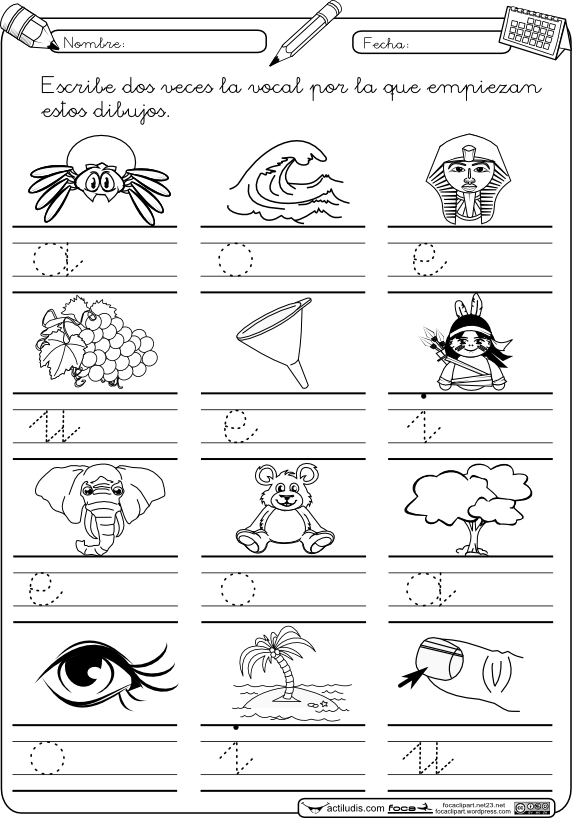 Nombre:
Fecha:
Escribe dos veces la vocal por la que empiezan
estos dibujos.
a o e
u e i
e o a
o i u
actiludis.com foca focaclipart.net23.net
focaclipart.wordpress.com